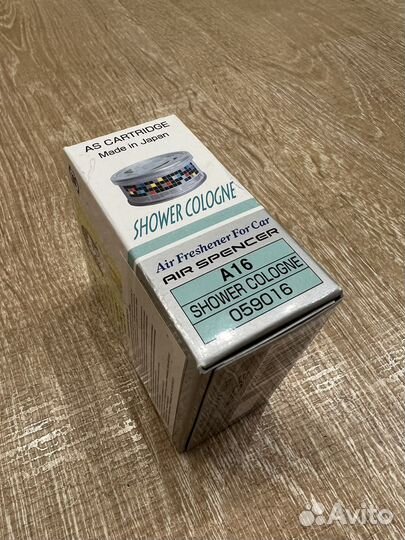 AS CARTRIDGE
Made in Japan
SHOWER COLOGNE
Air Freshener For Car
AIR SPENCER
A16
SHOWER COLOGNE
059016
Avito